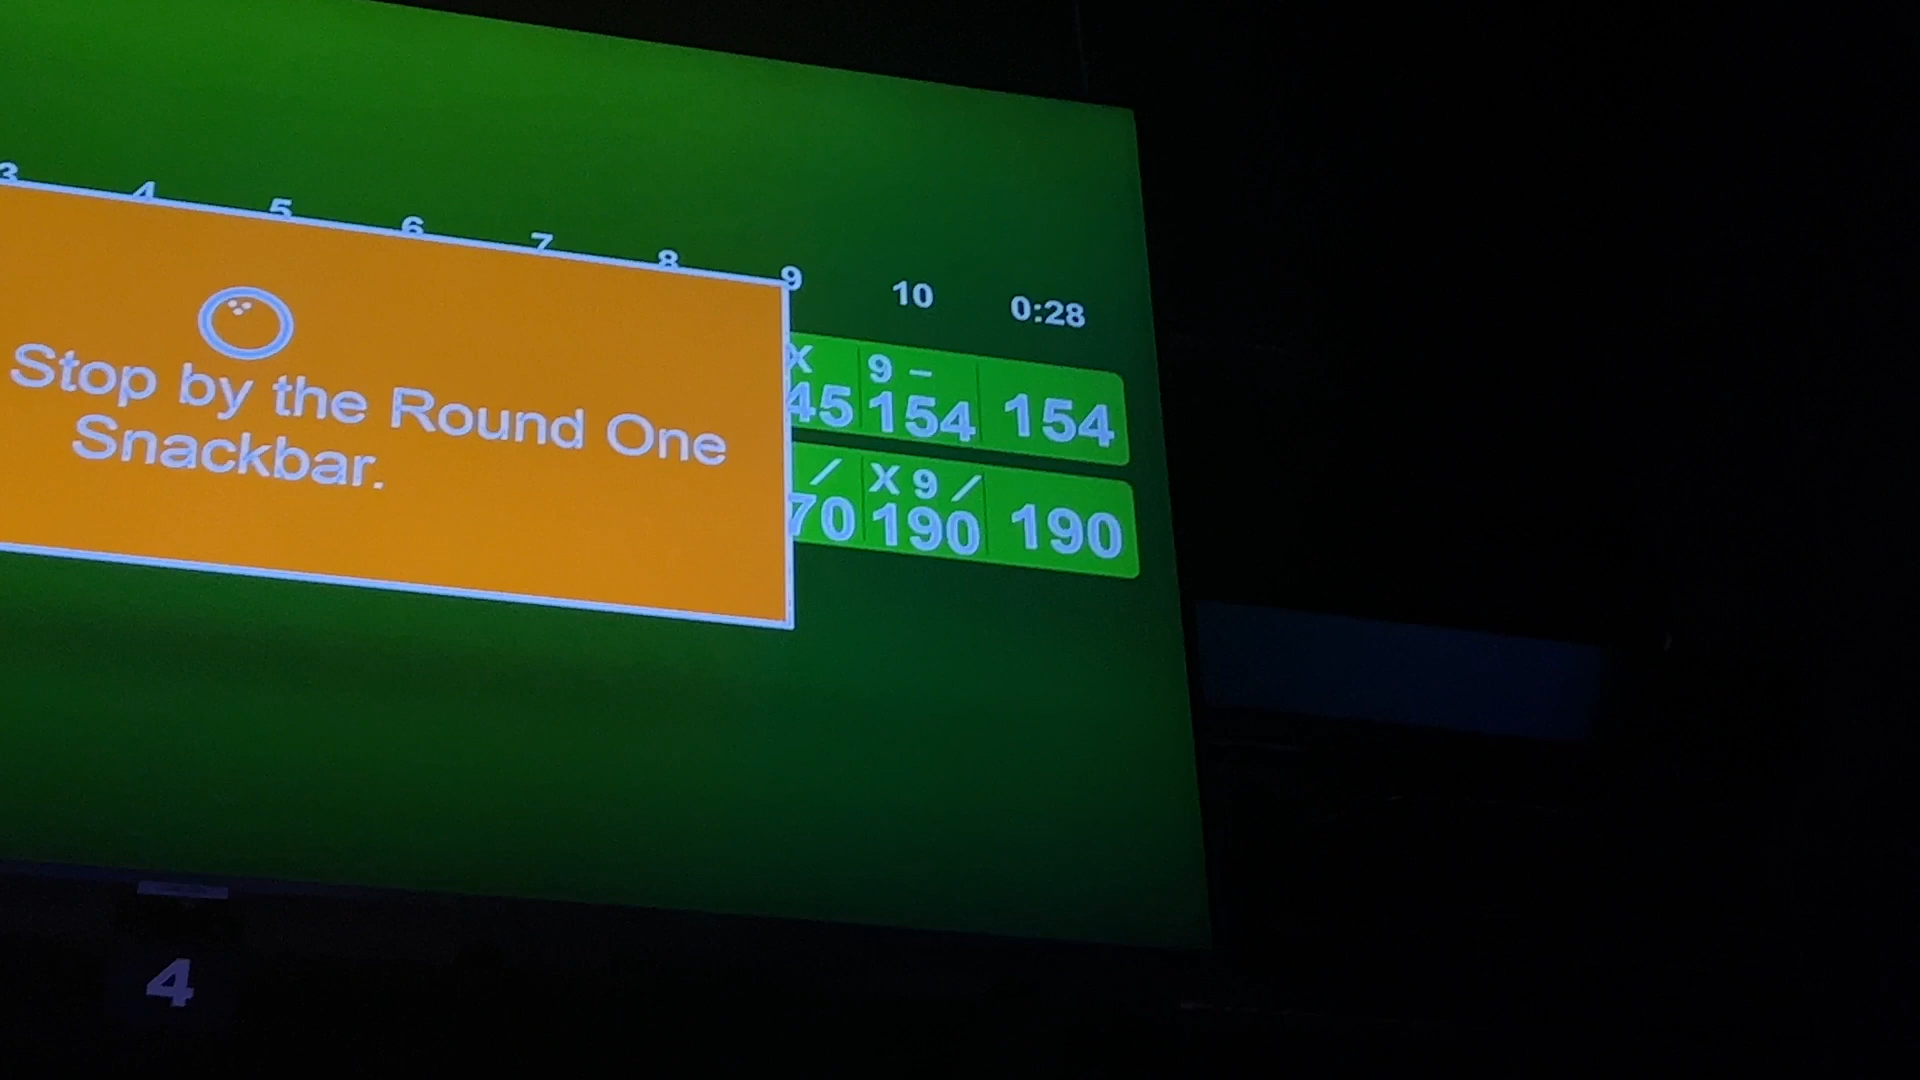 3 4 5 6 7 8 9 10 0:28
X 9 – 
45 154 154
/ X 9 /
70 190 190
Stop by the Round One
Snackbar.
4